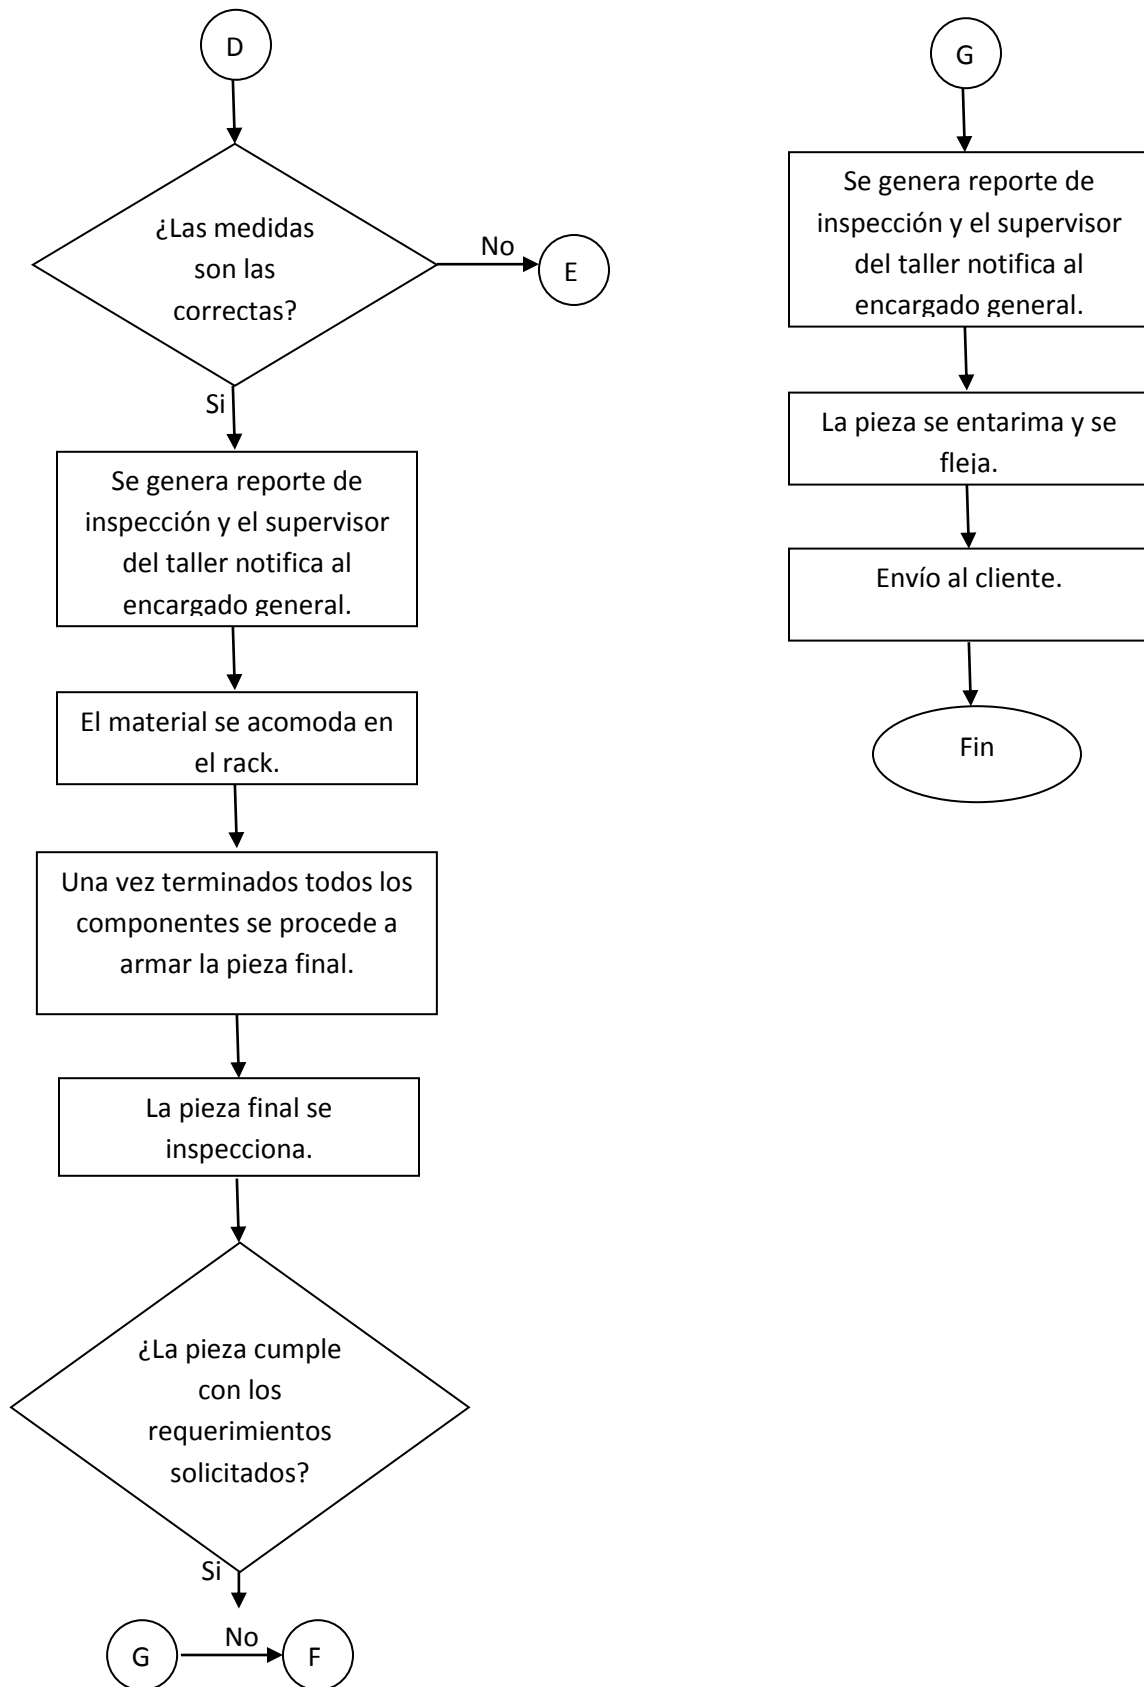 D
¿Las medidas
son las
correctas?
No
E
Si
Se genera reporte de
inspección y el supervisor
del taller notifica al
encargado general.
El material se acomoda en
el rack.
Una vez terminados todos los
componentes se procede a
armar la pieza final.
La pieza final se
inspecciona.
¿La pieza cumple
con los
requerimientos
solicitados?
Si
G
No
F
G
Se genera reporte de
inspección y el supervisor
del taller notifica al
encargado general.
La pieza se entarima y se
fleja.
Envío al cliente.
Fin